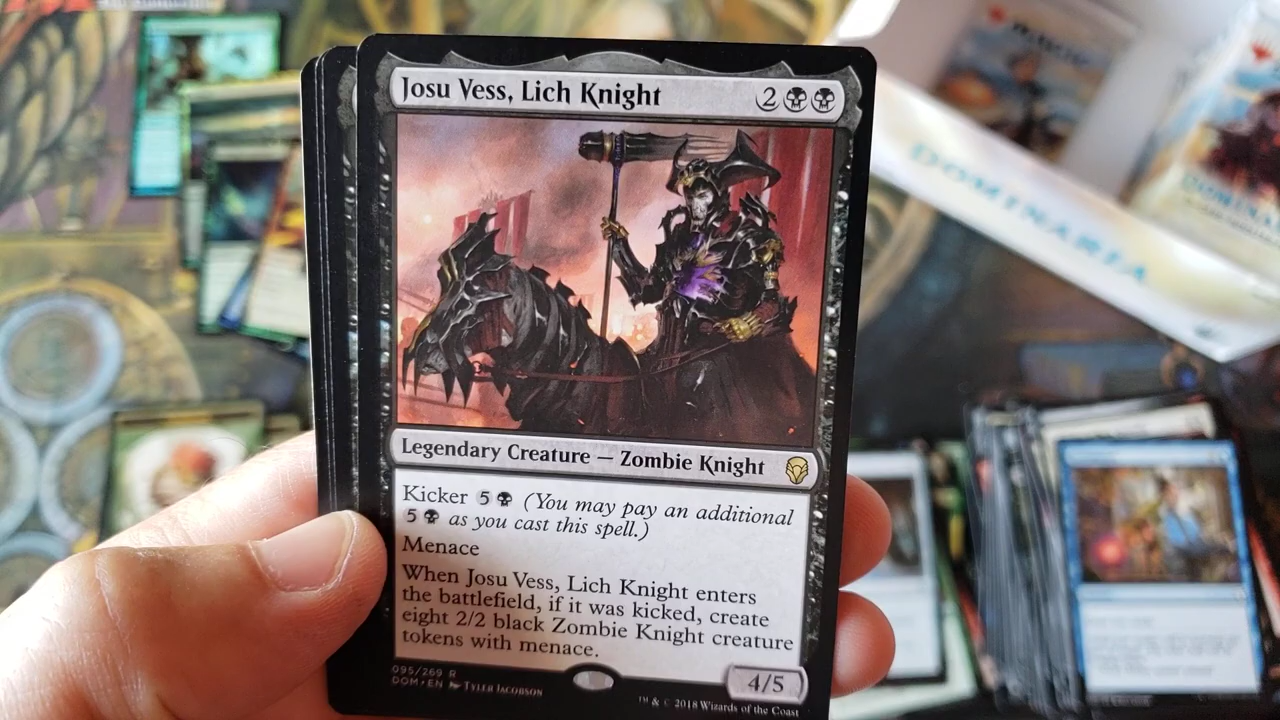 Josu Vess, Lich Knight 2
Legendary Creature — Zombie Knight
Kicker 5 (You may pay an additional
5 as you cast this spell.)
Menace
When Josu Vess, Lich Knight enters
the battlefield, if it was kicked, create
eight 2/2 black Zombie Knight creature
tokens with menace.
095/269 R
DOM • EN Tyler Jacobson
4/5
™ & © 2018 Wizards of the Coast
DOMINARIA